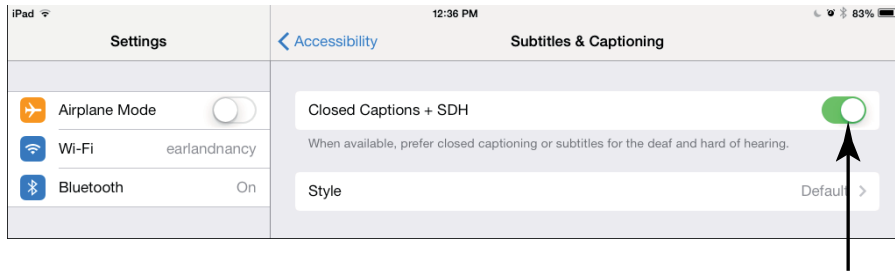 iPad 12:36 PM 83%
Settings
Accessibility Subtitles & Captioning
Airplane Mode
Closed Captions + SDH
Wi-Fi earlandnancy
When available, prefer closed captioning or subtitles for the deaf and hard of hearing.
Bluetooth On
Style Default